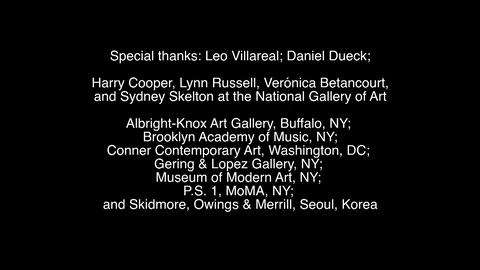 Special thanks: Leo Villareal; Daniel Dueck;
Harry Cooper, Lynn Russell, Verónica Betancourt,
and Sydney Skelton at the National Gallery of Art
Albright-Knox Art Gallery, Buffalo, NY;
Brooklyn Academy of Music, NY;
Conner Contemporary Art, Washington, DC;
Gering & Lopez Gallery, NY;
Museum of Modern Art, NY;
P.S. 1, MoMA, NY;
and Skidmore, Owings & Merrill, Seoul, Korea